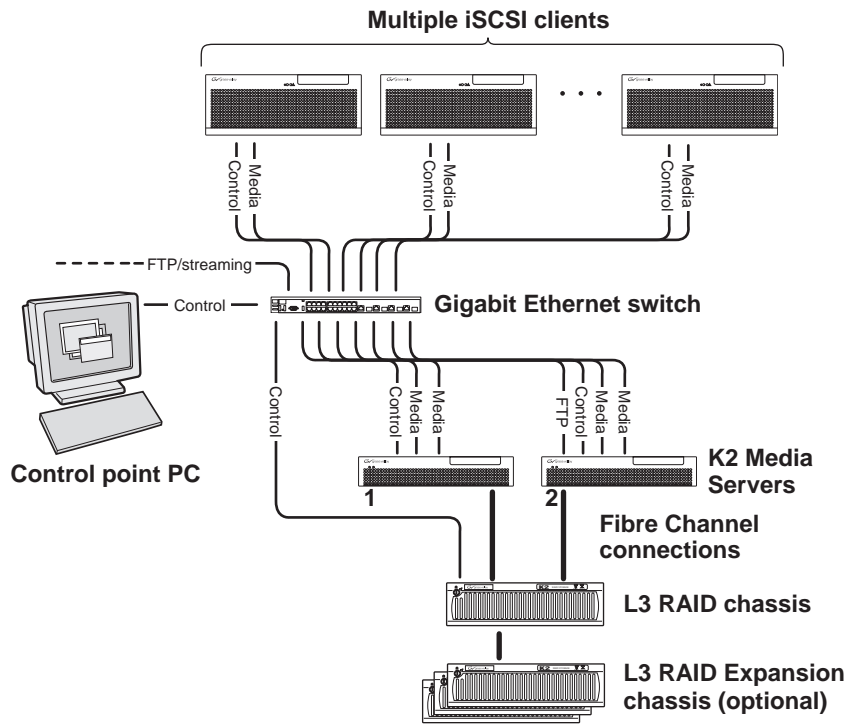 Multiple iSCSI clients
Control
Media
Control
Media
Control
Media
FTP/streaming
Control
Gigabit Ethernet switch
Control
Control
Media
Media
FTP
Control
Media
Media
Control point PC
1
2
K2 Media
Servers
Fibre Channel
connections
L3 RAID chassis
K2
L3 RAID Expansion
chassis (optional)
K2